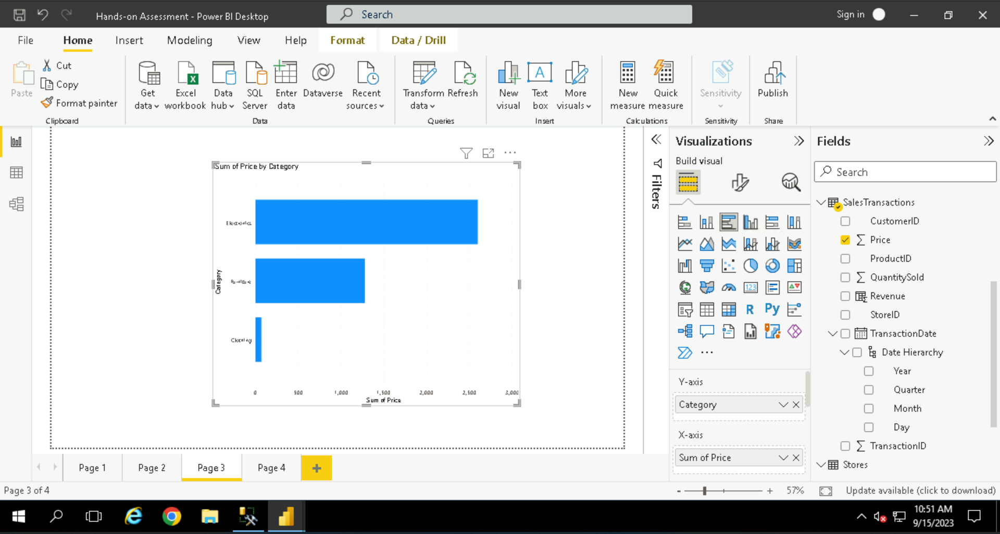 Hands-on Assessment - Power BI Desktop
Search
Sign in
File
Home
Insert
Modeling
View
Help
Format
Data / Drill
Paste
Cut
Copy
Format painter
Clipboard
Get data
Excel workbook
Data hub
SQL Server
Enter data
Dataverse
Recent sources
Data
Transform data
Refresh
Queries
New visual
Text box
More visuals
Insert
New measure
Quick measure
Calculations
Sensitivity
Sensitivity
Publish
Share
Sum of Price by Category
Category
Electronics
Furniture
Clothing
0
500
1,000
1,500
2,000
2,500
3,000
Sum of Price
Filters
Visualizations
Build visual
123
R
Py
Y-axis
Category
X-axis
Sum of Price
Fields
Search
SalesTransactions
CustomerID
Price
ProductID
QuantitySold
Revenue
StoreID
TransactionDate
Date Hierarchy
Year
Quarter
Month
Day
TransactionID
Stores
Page 1
Page 2
Page 3
Page 4
Page 3 of 4
57%
Update available (click to download)
10:51 AM
9/15/2023